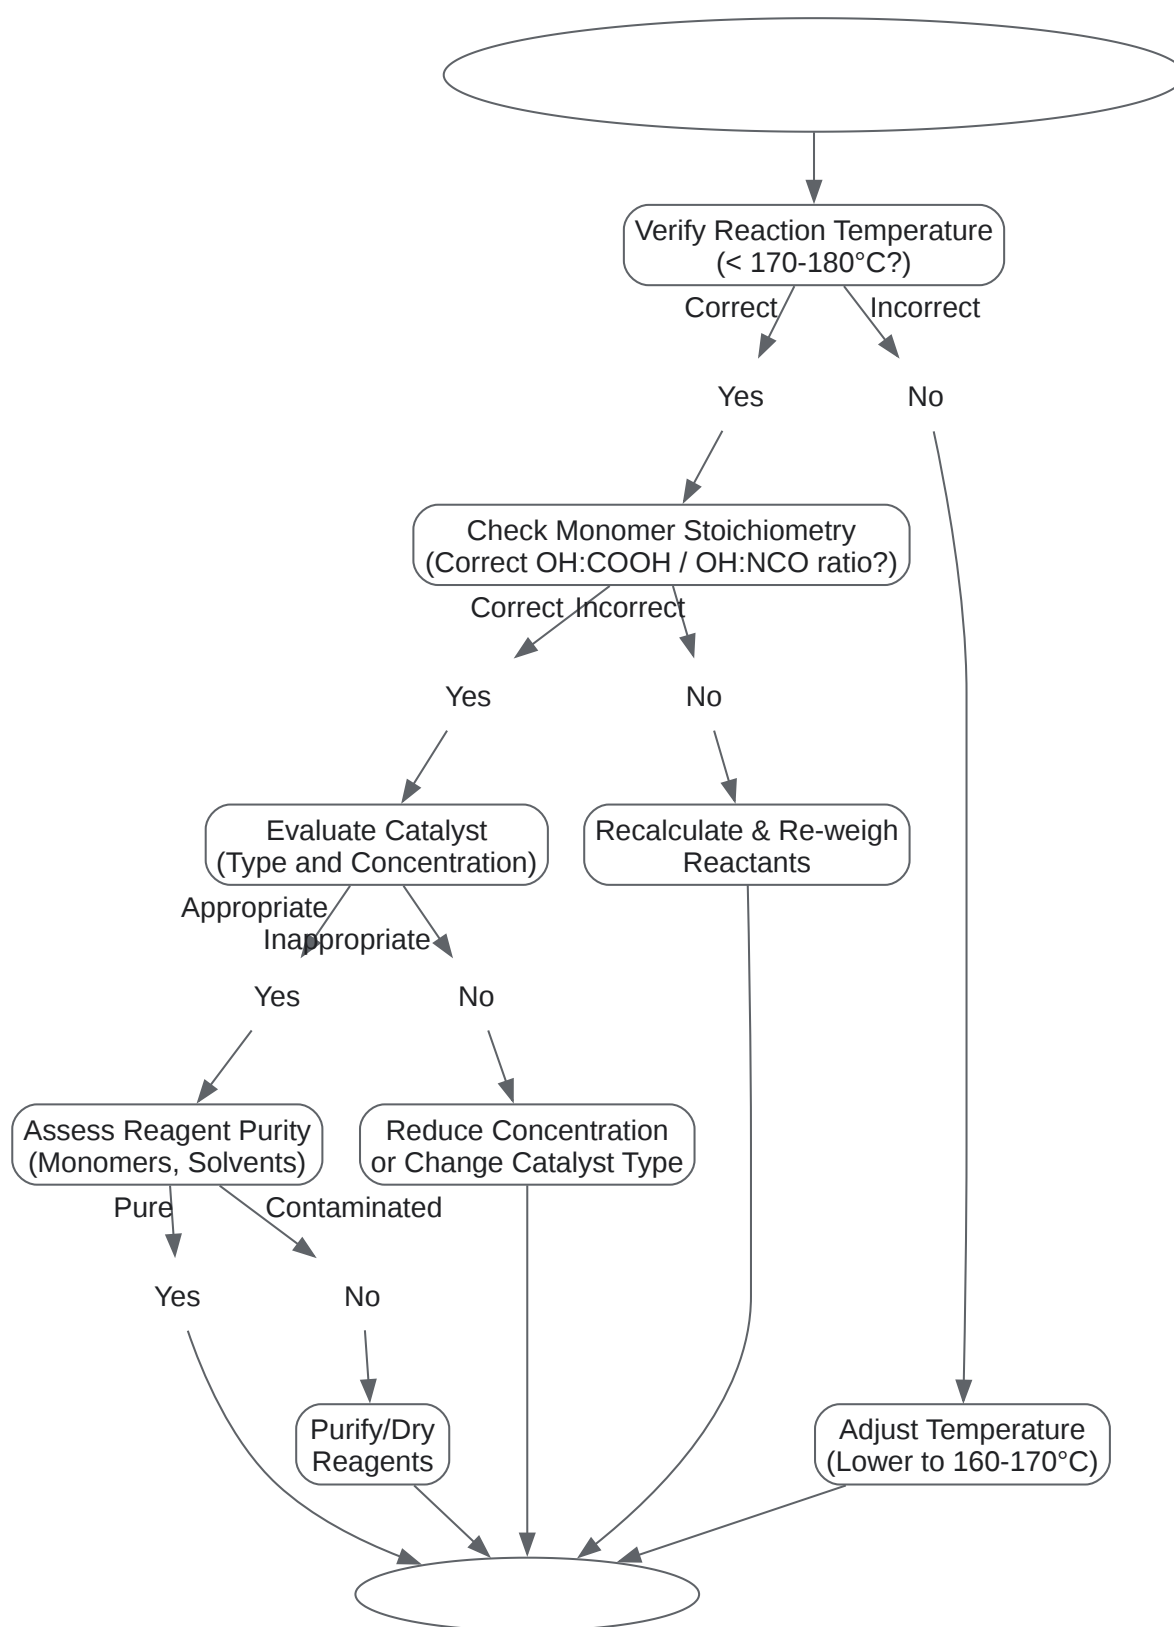 Verify Reaction Temperature
(< 170-180°C?)
Correct
Incorrect
Yes
No
Check Monomer Stoichiometry
(Correct OH:COOH / OH:NCO ratio?)
Correct
Incorrect
Yes
No
Evaluate Catalyst
(Type and Concentration)
Recalculate & Re-weigh
Reactants
Appropriate
Inappropriate
Yes
No
Assess Reagent Purity
(Monomers, Solvents)
Reduce Concentration
or Change Catalyst Type
Pure
Contaminated
Yes
No
Purify/Dry
Reagents
Adjust Temperature
(Lower to 160-170°C)